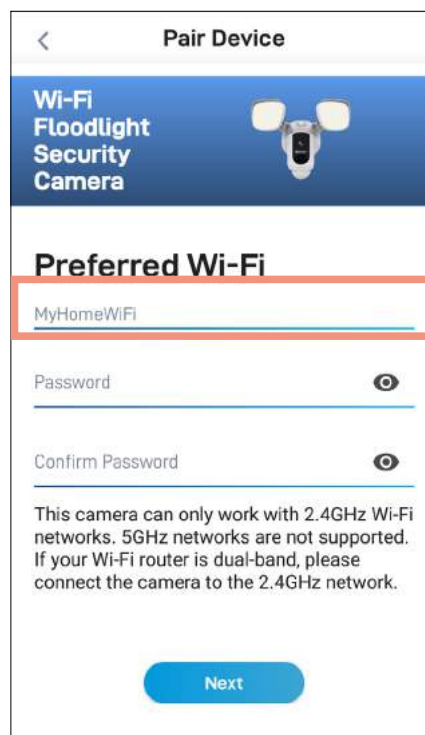 Pair Device
Wi-Fi
Floodlight
Security
Camera
Preferred Wi-Fi
MyHomeWiFi
Password
Confirm Password
This camera can only work with 2.4GHz Wi-Fi
networks. 5GHz networks are not supported.
If your Wi-Fi router is dual-band, please
connect the camera to the 2.4GHz network.
Next